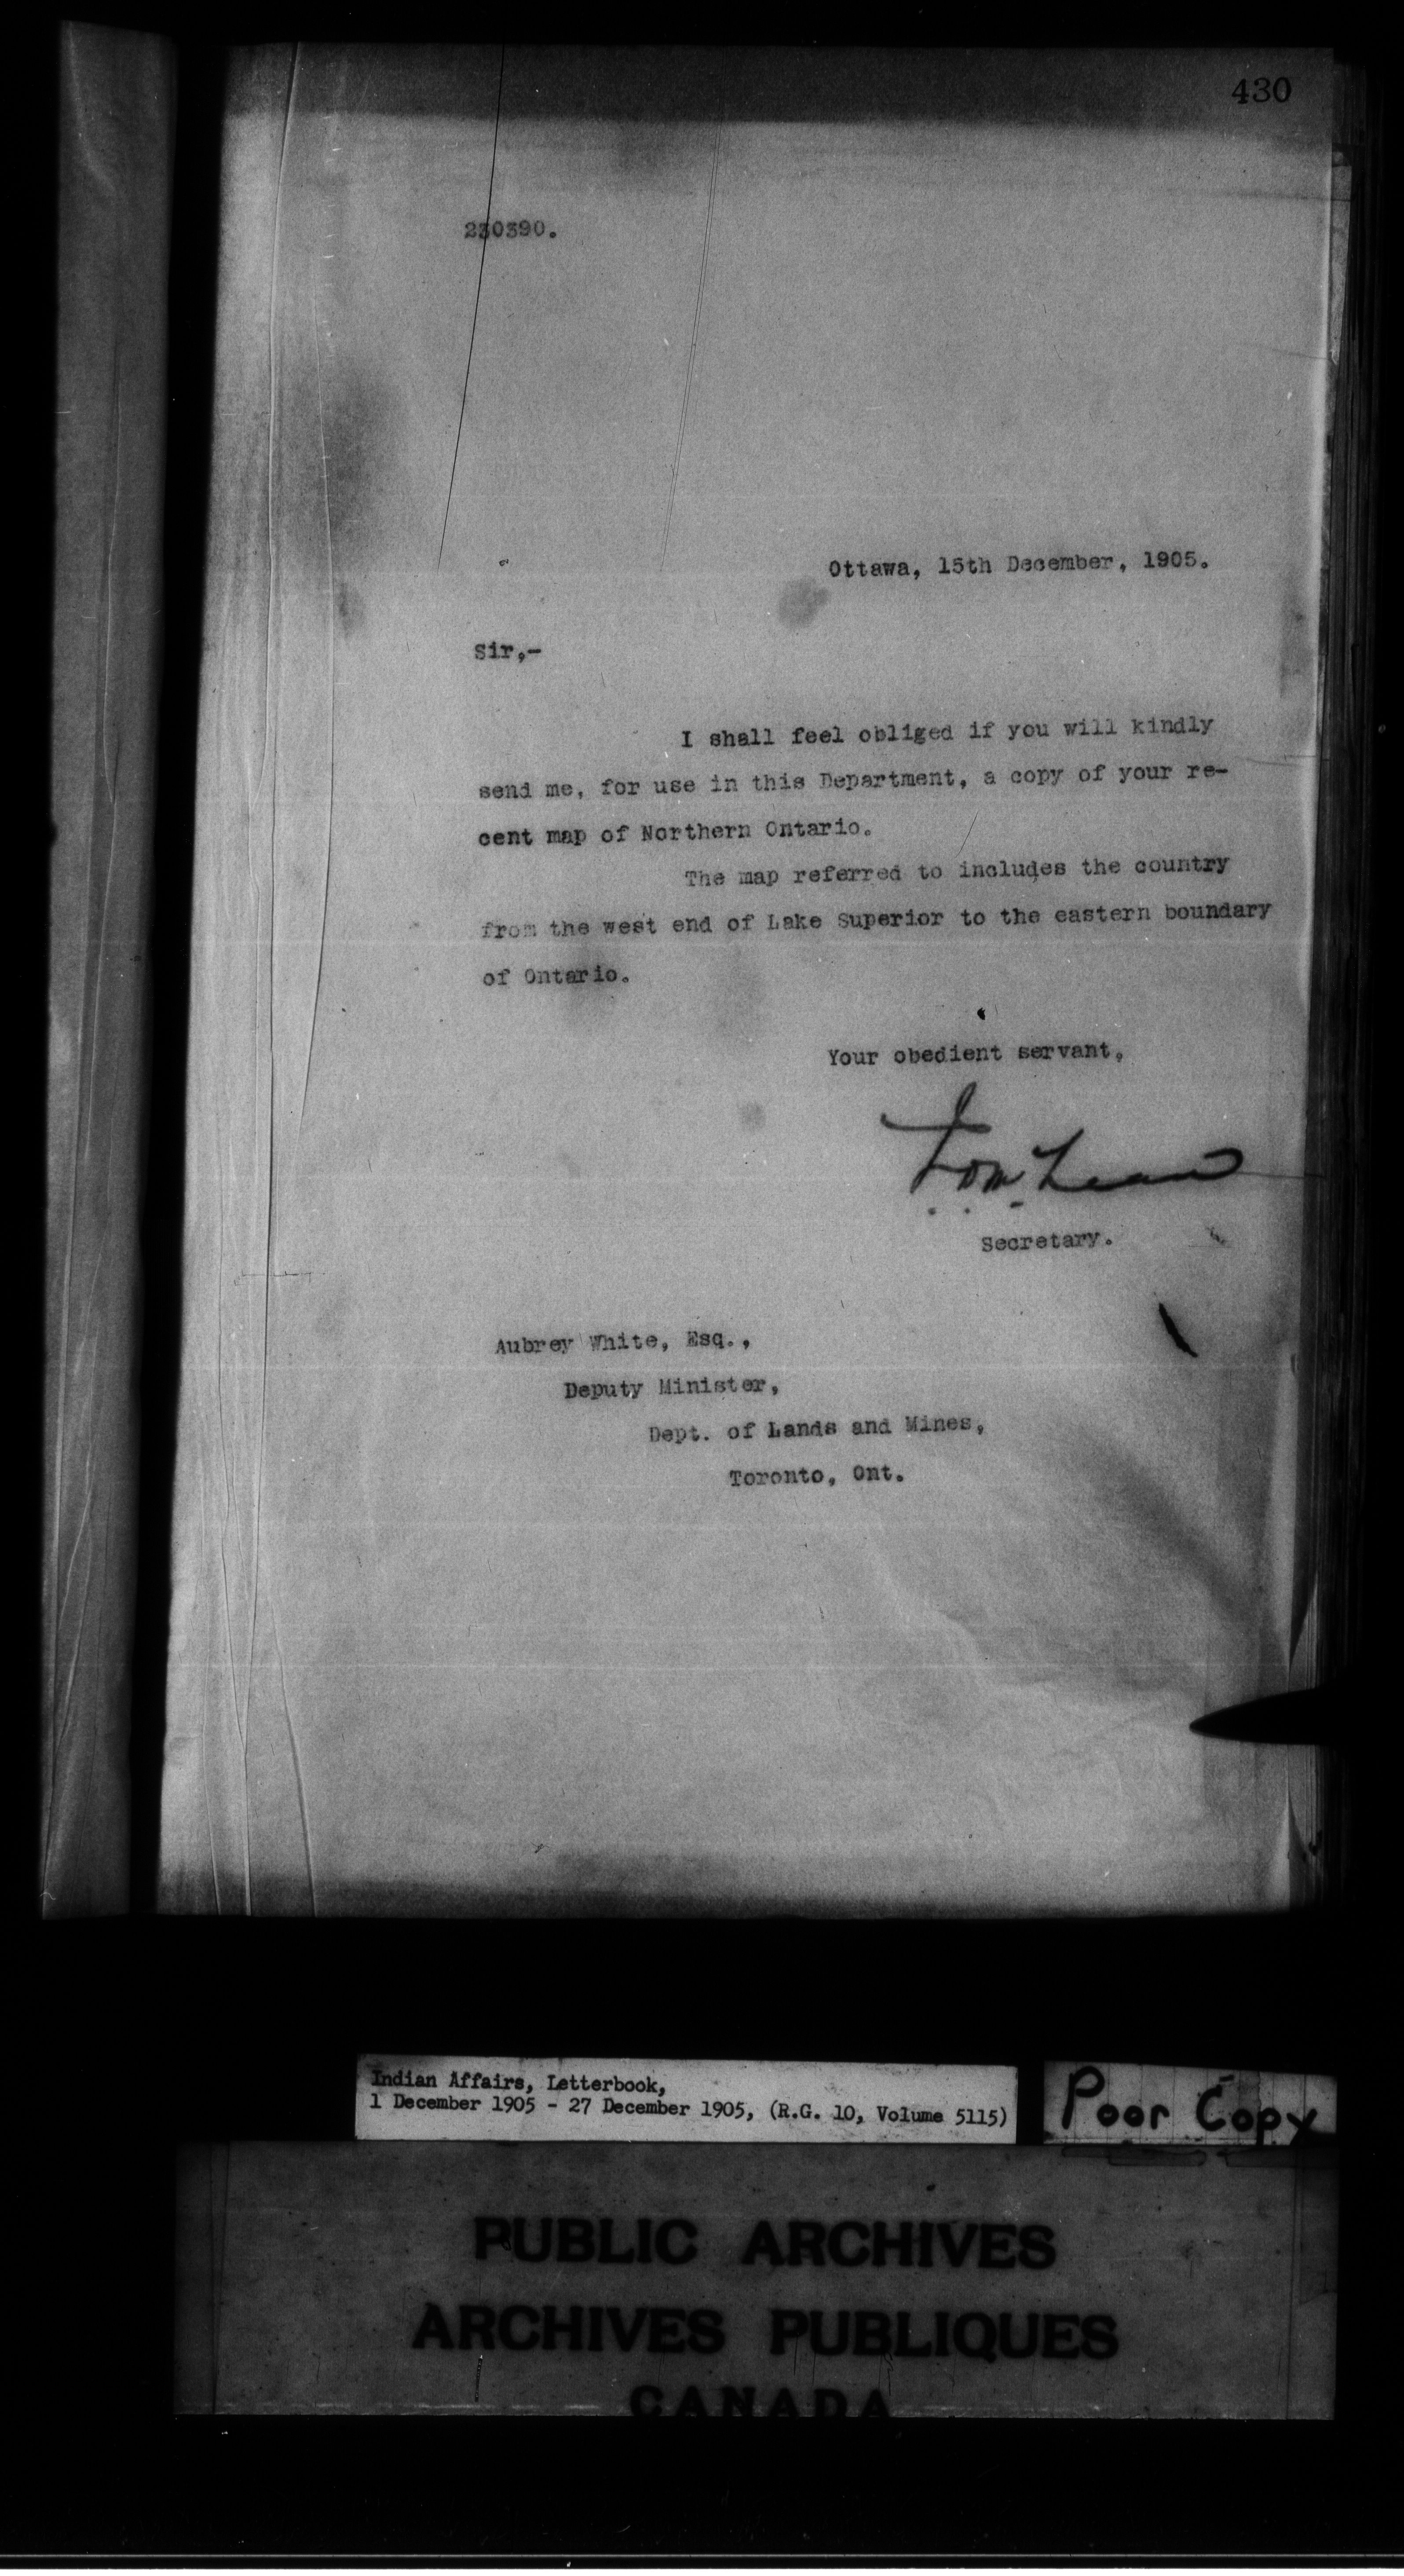 430
230390.
Ottawa, 15th December, 1905.
Sir,-
I shall feel obliged if you will kindly
send me, for use in this Department, a copy of your re-
cent map of Northern Ontario.
The map referred to includes the country
from the west end of Lake Superior to the eastern boundary
of Ontario.
Your obedient servant,
Secretary.
Aubrey White, Esq.,
Deputy Minister,
Dept. of Lands and Mines,
Toronto, Ont.
Indian Affairs, Letterbook,
1 December 1905 - 27 December 1905, (R.G. 10, Volume 5115)
Poor Copy
PUBLIC ARCHIVES
ARCHIVES PUBLIQUES
CANADA